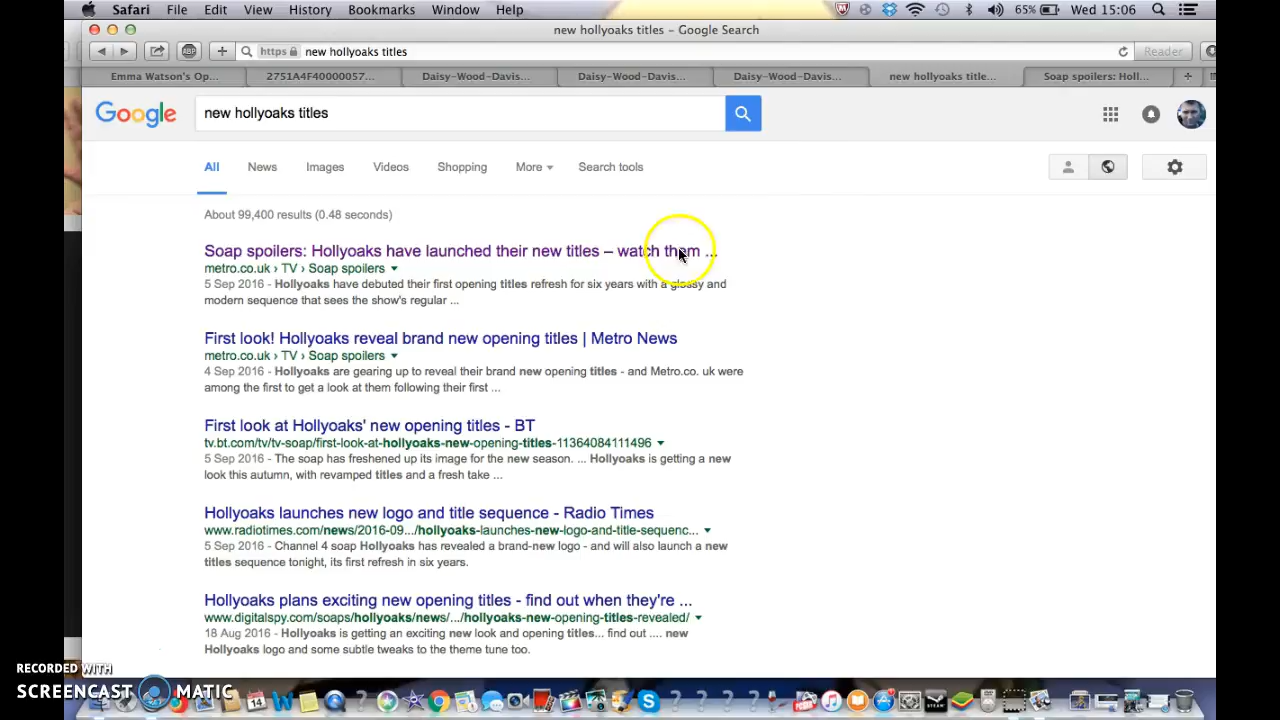 Safari File Edit View History Bookmarks Window Help 65% Wed 15:06
new hollyoaks titles – Google Search
ABP + https new hollyoaks titles Reader
Emma Watson's Op... 2751A4F40000057... Daisy-Wood-Davis... Daisy-Wood-Davis... Daisy-Wood-Davis... new hollyoaks title... Soap spoilers: Holl... +
Google new hollyoaks titles
All News Images Videos Shopping More Search tools
About 99,400 results (0.48 seconds)
Soap spoilers: Hollyoaks have launched their new titles – watch them ...
metro.co.uk › TV › Soap spoilers
5 Sep 2016 - Hollyoaks have debuted their first opening titles refresh for six years with a glossy and
modern sequence that sees the show's regular ...
First look! Hollyoaks reveal brand new opening titles | Metro News
metro.co.uk › TV › Soap spoilers
4 Sep 2016 - Hollyoaks are gearing up to reveal their brand new opening titles - and Metro.co. uk were
among the first to get a look at them following their first ...
First look at Hollyoaks' new opening titles - BT
tv.bt.com/tv/tv-soap/first-look-at-hollyoaks-new-opening-titles-11364084111496
5 Sep 2016 - The soap has freshened up its image for the new season. ... Hollyoaks is getting a new
look this autumn, with revamped titles and a fresh take ...
Hollyoaks launches new logo and title sequence - Radio Times
www.radiotimes.com/news/2016-09.../hollyoaks-launches-new-logo-and-title-sequenc...
5 Sep 2016 - Channel 4 soap Hollyoaks has revealed a brand-new logo - and will also launch a new
titles sequence tonight, its first refresh in six years.
Hollyoaks plans exciting new opening titles - find out when they're ...
www.digitalspy.com/soaps/hollyoaks/news/.../hollyoaks-new-opening-titles-revealed/
18 Aug 2016 - Hollyoaks is getting an exciting new look and opening titles... find out .... new
Hollyoaks logo and some subtle tweaks to the theme tune too.
RECORDED WITH
SCREENCAST MATIC